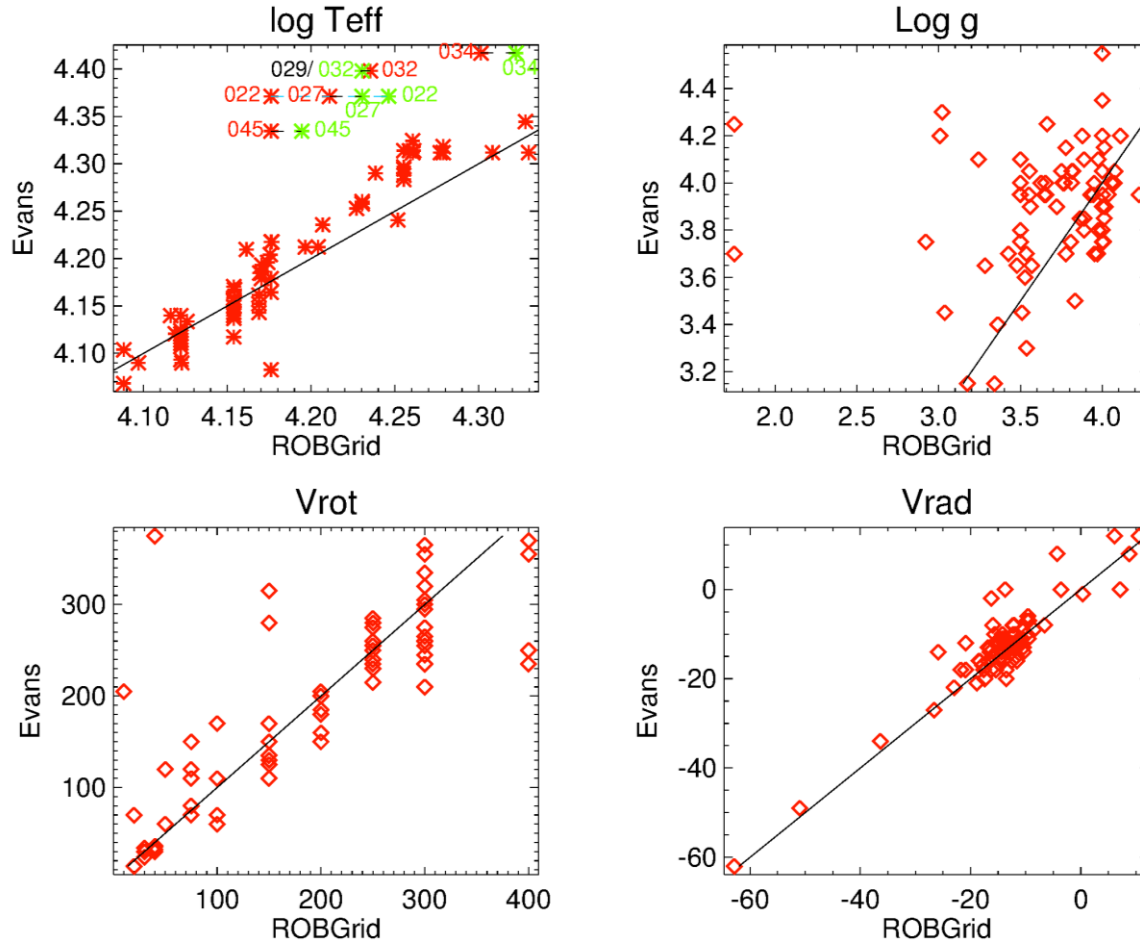 log Teff
4.40
4.35
4.30
4.25
4.20
4.15
4.10
Evans
034
034
029/ 032 032
022 027 022
027
045 045
4.10 4.15 4.20 4.25 4.30
ROBGrid
Log g
4.4
4.2
4.0
3.8
3.6
3.4
3.2
Evans
2.0 2.5 3.0 3.5 4.0
ROBGrid
Vrot
300
200
100
Evans
100 200 300 400
ROBGrid
Vrad
0
-20
-40
-60
Evans
-60 -40 -20 0
ROBGrid